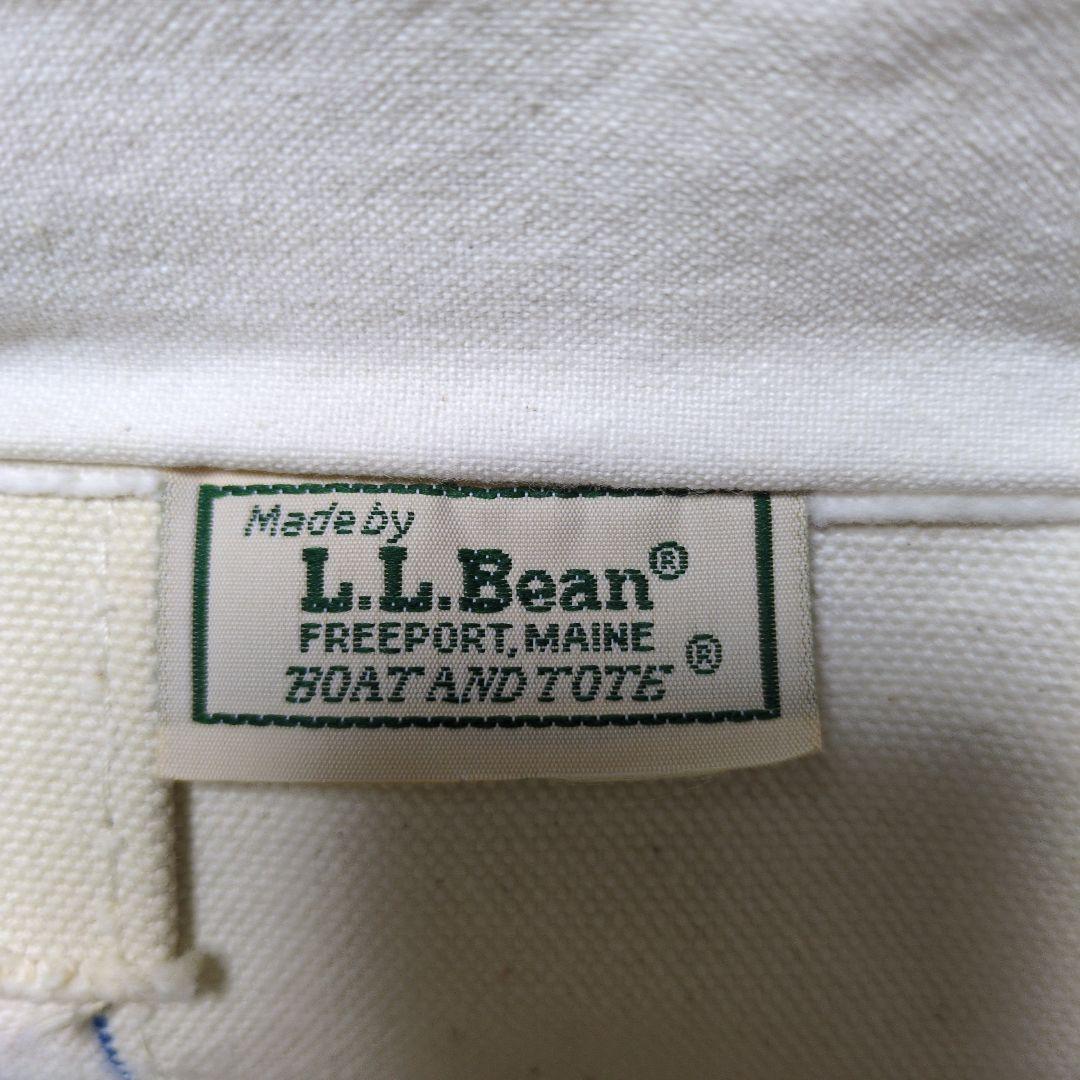 Made by
L.L.Bean®
FREEPORT, MAINE
BOAT AND TOTE ®